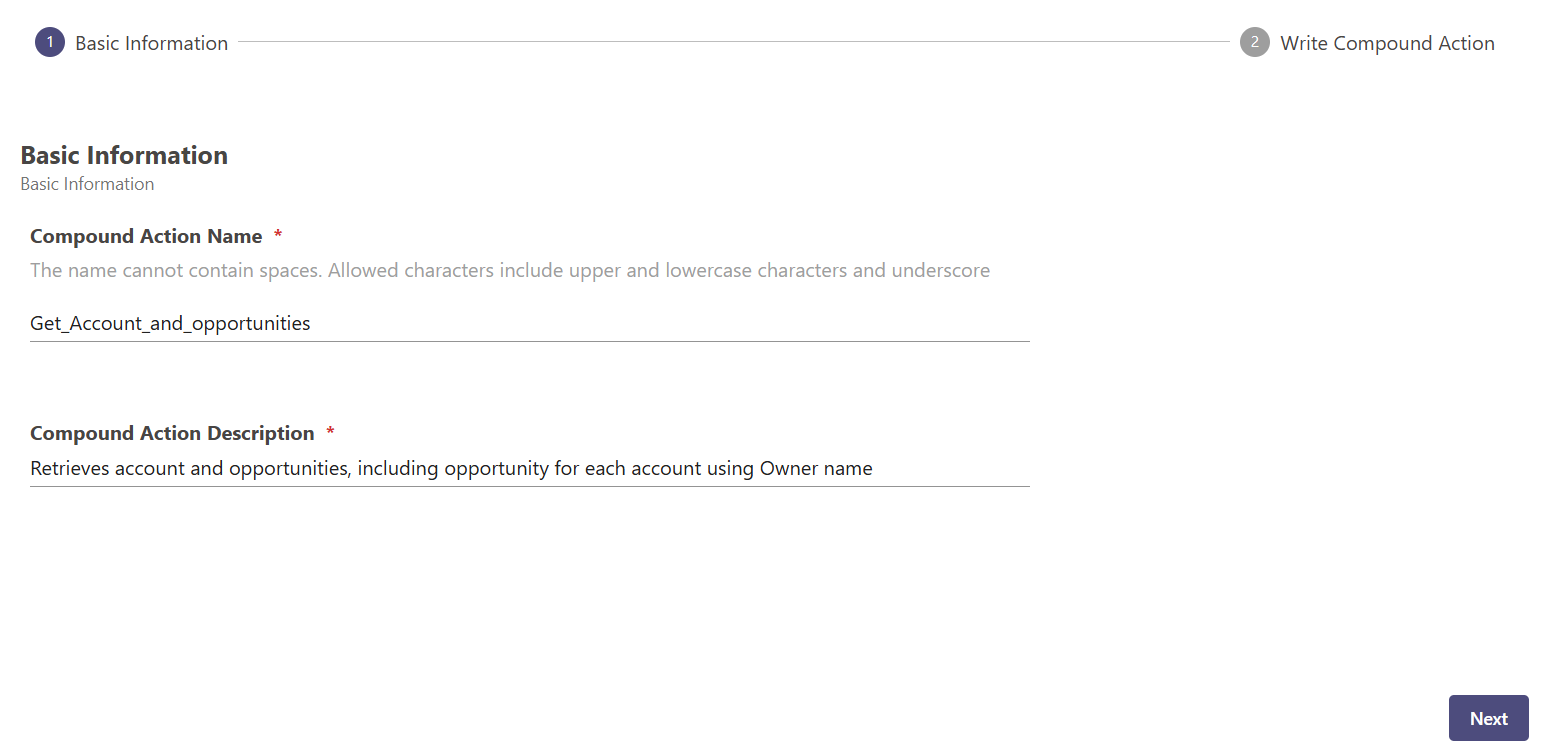 1 Basic Information
2 Write Compound Action
Basic Information
Basic Information
Compound Action Name *
The name cannot contain spaces. Allowed characters include upper and lowercase characters and underscore
Get_Account_and_opportunities
Compound Action Description *
Retrieves account and opportunities, including opportunity for each account using Owner name
Next